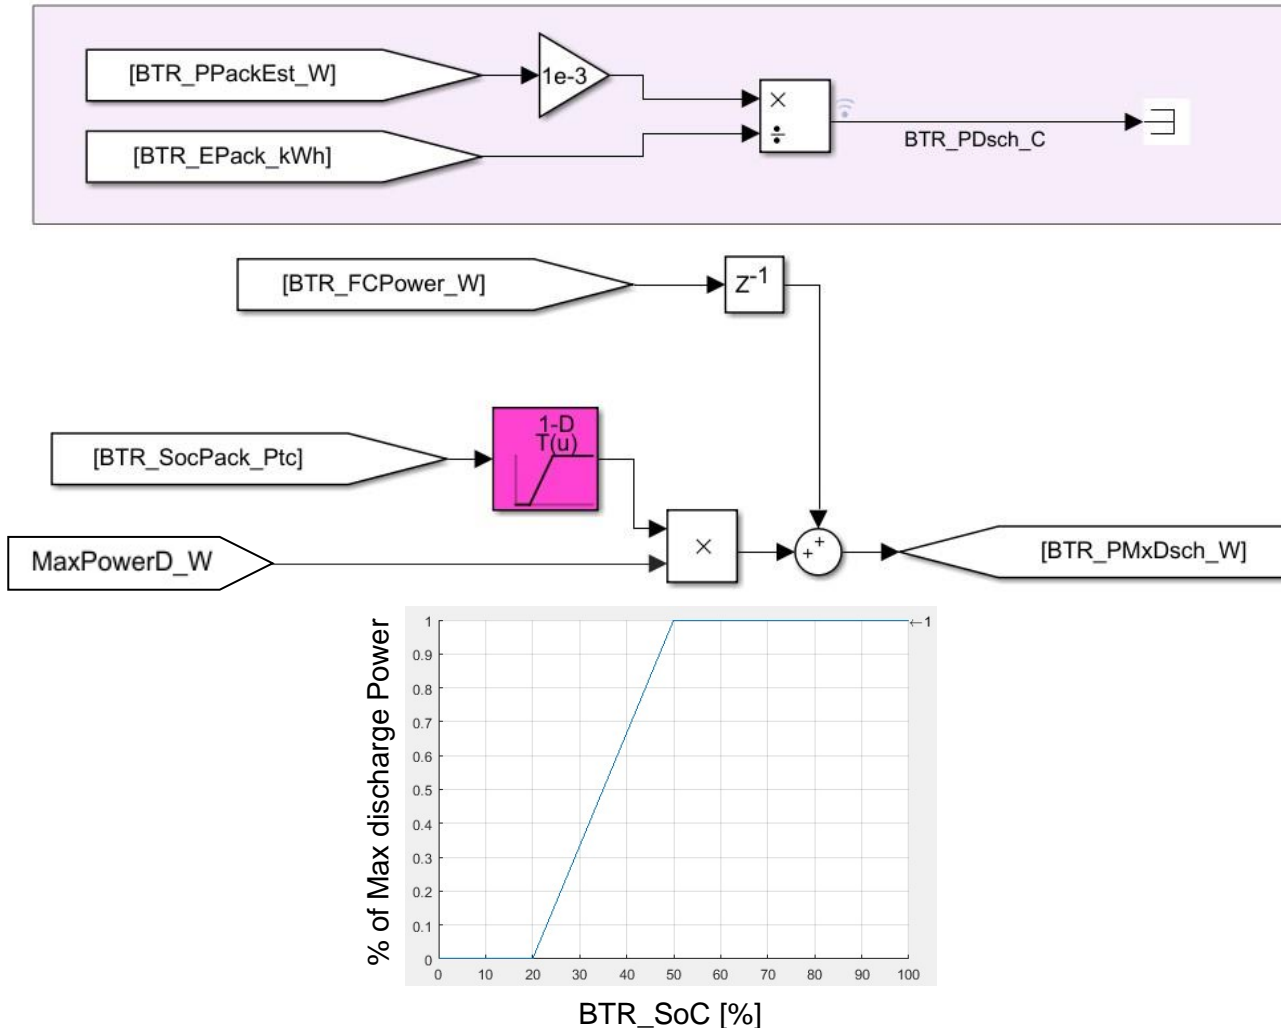 [BTR_PPackEst_W]
1e-3
×
÷
[BTR_EPack_kWh]
BTR_PDsch_C
[BTR_FCPower_W]
Z-1
1-D
T(u)
[BTR_SocPack_Ptc]
×
MaxPowerD_W
+
+
[BTR_PMxDsch_W]
% of Max discharge Power
1
0.9
0.8
0.7
0.6
0.5
0.4
0.3
0.2
0.1
0
←1
0 10 20 30 40 50 60 70 80 90 100
BTR_SoC [%]